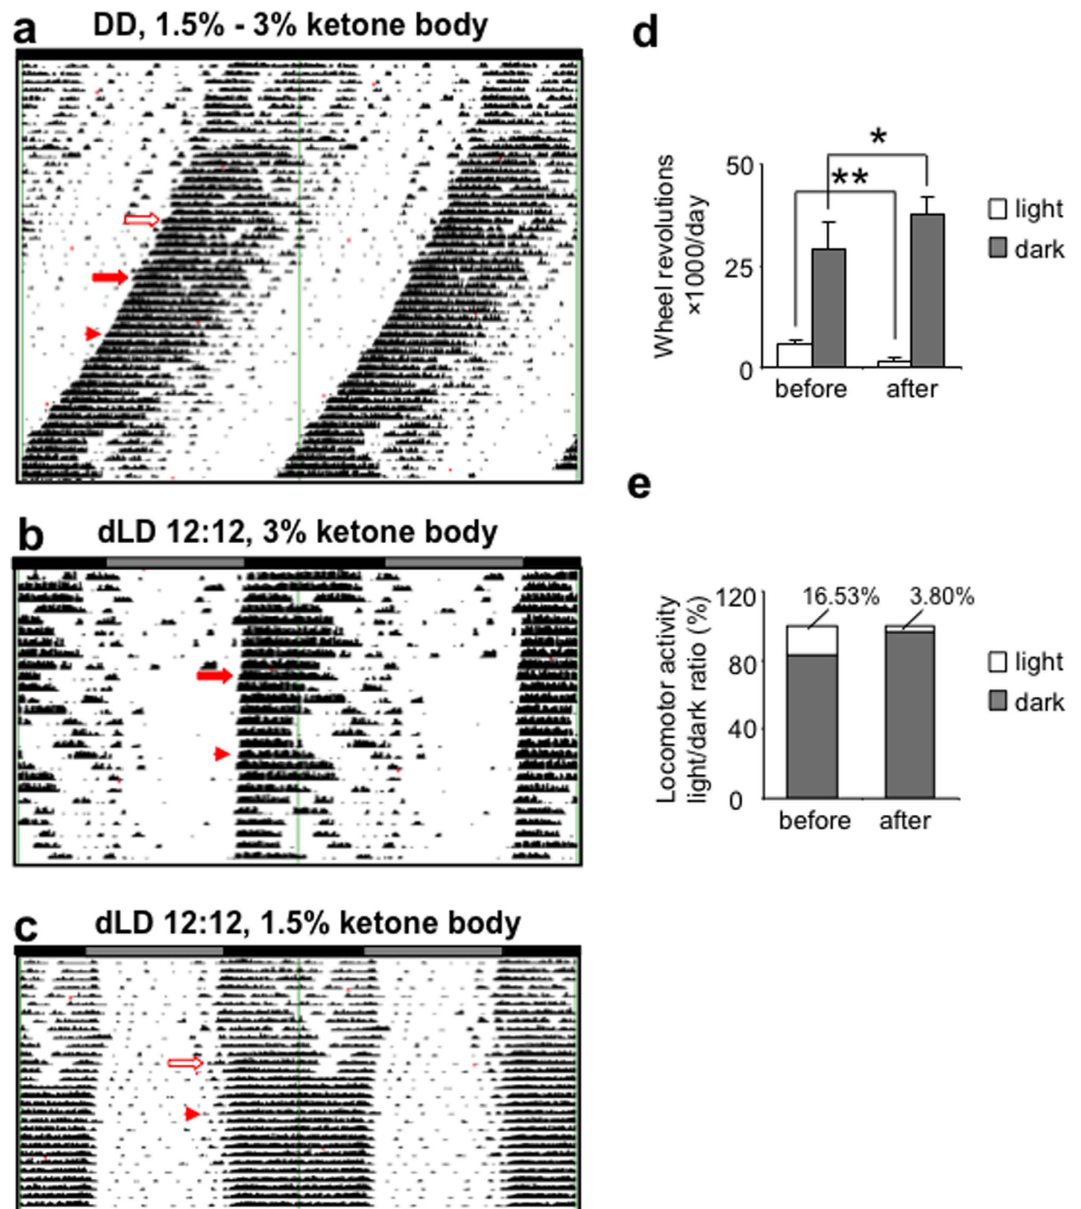 a
DD, 1.5% - 3% ketone body
b
dLD 12:12, 3% ketone body
c
dLD 12:12, 1.5% ketone body
d
Wheel revolutions
×1000/day
50
25
0
**
*
before
after
light
dark
e
Locomotor activity
light/dark ratio (%)
120
80
40
0
16.53%
3.80%
before
after
light
dark